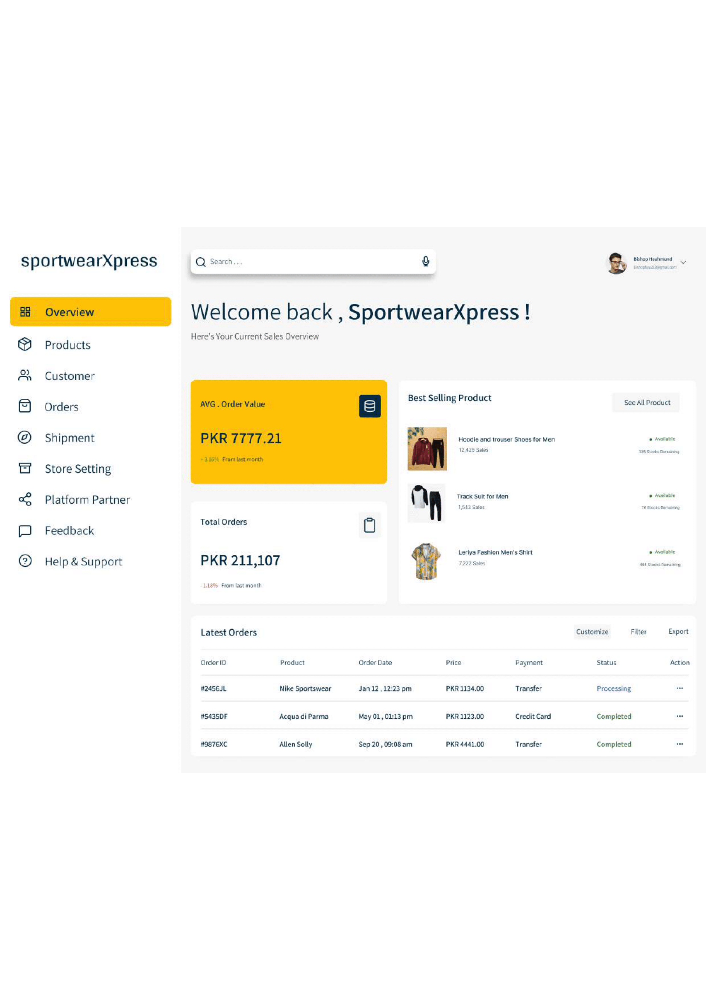 sportwearXpress
Overview
Products
Customer
Orders
Shipment
Store Setting
Platform Partner
Feedback
Help & Support
Search ...
Bishop Heahmund
Welcome back , SportwearXpress !
Here's Your Current Sales Overview
AVG . Order Value
PKR 7777.21
+ 3.16% From last month
Total Orders
PKR 211,107
- 1.18% From last month
Best Selling Product
See All Product
Hoodie and trouser Shoes for Men
12,429 Sales
Available
135 Stocks Remaining
Track Suit for Men
1,543 Sales
Available
76 Stocks Remaining
Leriya Fashion Men's Shirt
7,222 Sales
Available
Stocks Remaining
Latest Orders
Customize Filter Export
Order ID Product Order Date Price Payment Status Action
#2456JL Nike Sportswear Jan 12 , 12:23 pm PKR 1134.00 Transfer Processing ...
#5435DF Acqua di Parma May 01 , 01:13 pm PKR 1123.00 Credit Card Completed ...
#9876XC Allen Solly Sep 20 , 09:08 am PKR 4441.00 Transfer Completed ...